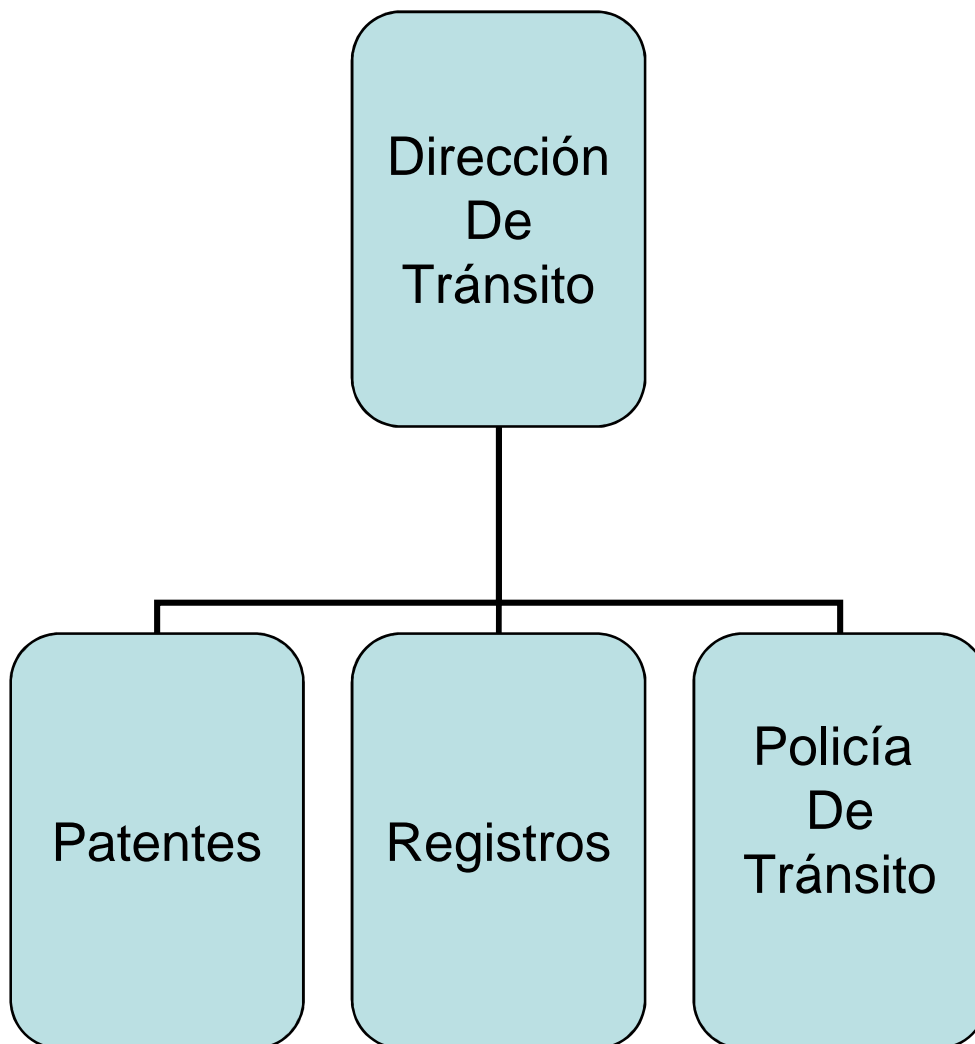 Dirección
De
Tránsito
Patentes
Registros
Policía
De
Tránsito